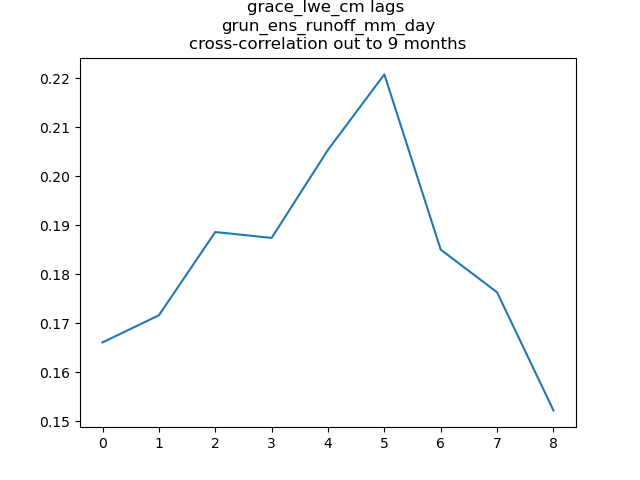 grace_lwe_cm lags
grun_ens_runoff_mm_day
cross-correlation out to 9 months
0.22
0.21
0.20
0.19
0.18
0.17
0.16
0.15
0 1 2 3 4 5 6 7 8